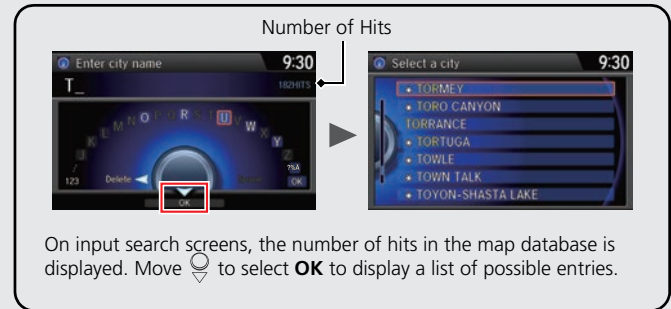 Number of Hits
Enter city name
9:30
T_
182HITS
J K L M N O P Q R S T U V W X Y Z
123
Delete
?&A
OK
OK
Select a city
9:30
• TORMEY
• TORO CANYON
TORRANCE
• TORTUGA
• TOWLE
• TOWN TALK
• TOYON-SHASTA LAKE
On input search screens, the number of hits in the map database is
displayed. Move to select OK to display a list of possible entries.